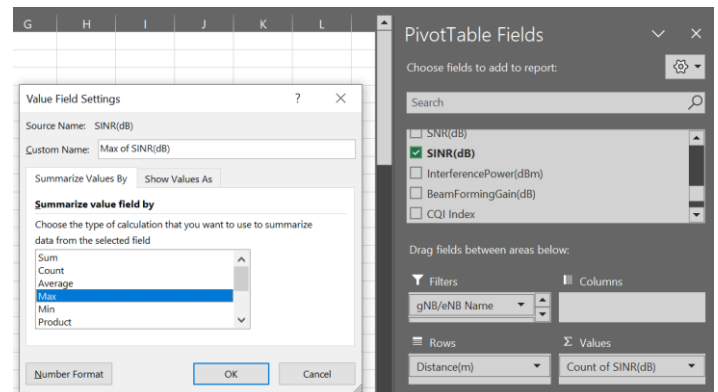 G H I J K L
Value Field Settings ? ×
Source Name: SINR(dB)
Custom Name: Max of SINR(dB)
Summarize Values By Show Values As
Summarize value field by
Choose the type of calculation that you want to use to summarize
data from the selected field
Sum
Count
Average
Max
Min
Product
Number Format OK Cancel
PivotTable Fields
Choose fields to add to report:
Search
SNR(dB)
SINR(dB)
InterferencePower(dBm)
BeamFormingGain(dB)
CQI Index
Drag fields between areas below:
Filters Columns
gNB/eNB Name
Rows Σ Values
Distance(m) Count of SINR(dB)